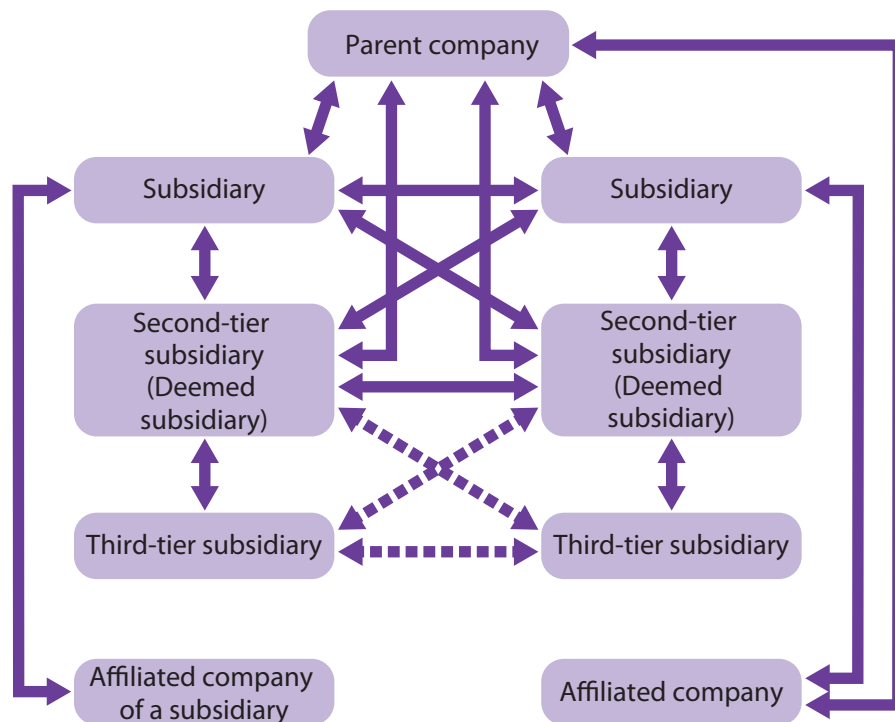 Parent company
Subsidiary
Subsidiary
Second-tier
subsidiary
(Deemed
subsidiary)
Second-tier
subsidiary
(Deemed
subsidiary)
Third-tier subsidiary
Third-tier subsidiary
Affiliated company
of a subsidiary
Affiliated company